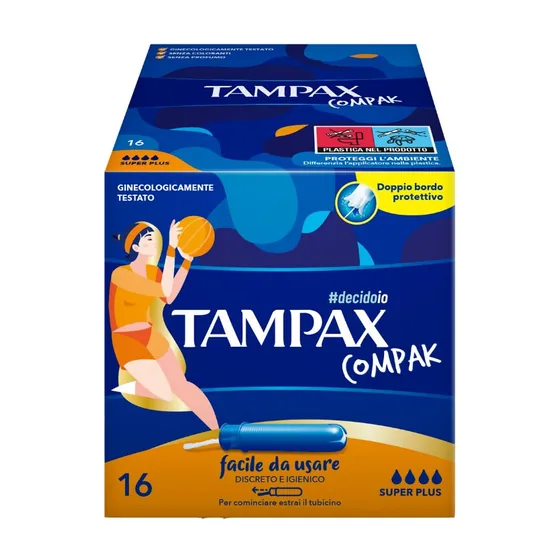 GINECOLOGICAMENTE TESTATO
SENZA COLORANTI
SENZA PROFUMO
TAMPAX
COMPAK
16
SUPER PLUS
PLASTICA NEL PRODOTTO
PROTEGGI L'AMBIENTE
Differenzia l'applicatore nella plastica.
GINECOLOGICAMENTE
TESTATO
Doppio bordo
protettivo
#decidoio
TAMPAX
COMPAK
facile da usare
DISCRETO E IGIENICO
Per cominciare estrai il tubicino
16
SUPER PLUS